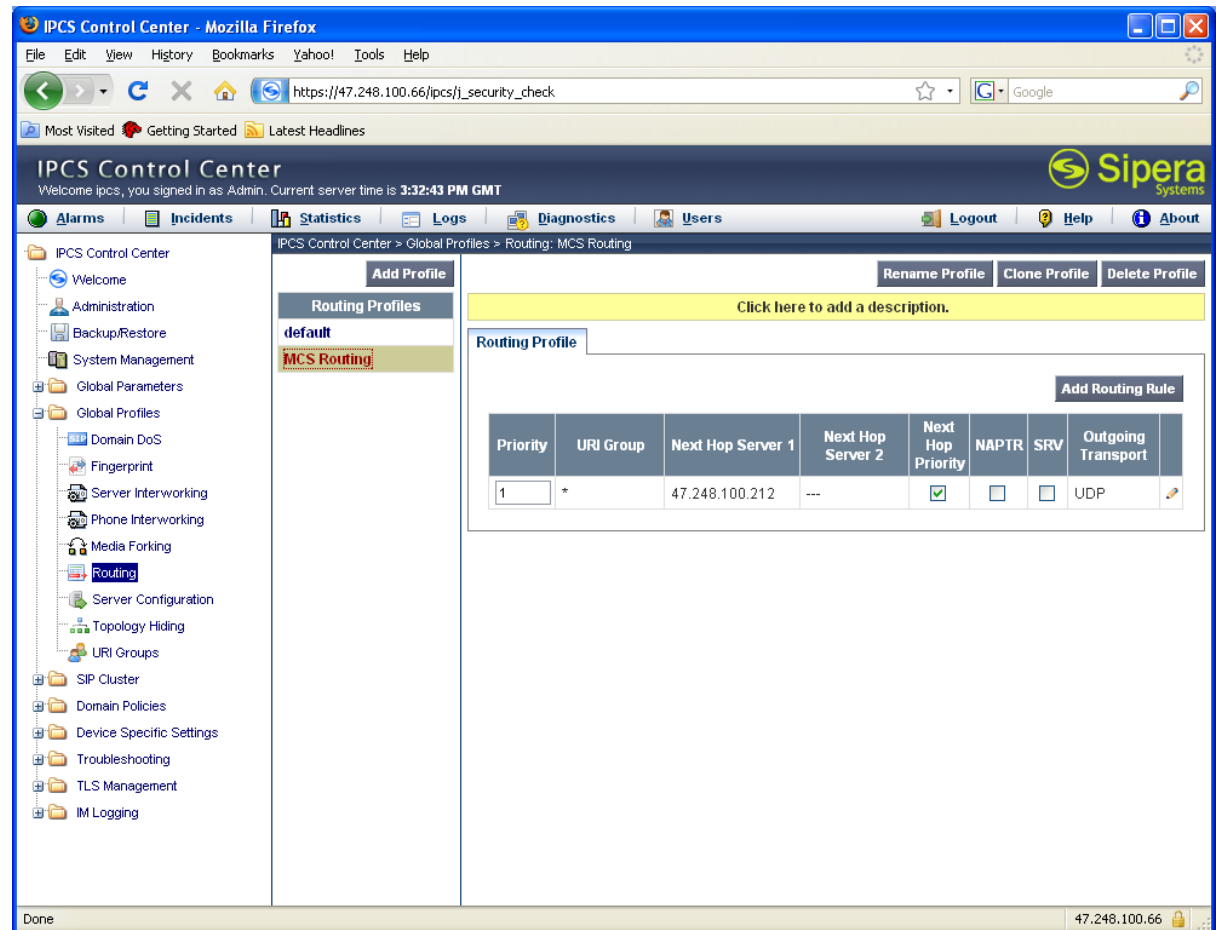 IPCS Control Center - Mozilla Firefox
File Edit View History Bookmarks Yahoo! Tools Help
https://47.248.100.66/ipcs/j_security_check
G Google
Most Visited Getting Started Latest Headlines
IPCS Control Center
Welcome ipcs, you signed in as Admin. Current server time is 3:32:43 PM GMT
Sipera
Systems
Alarms Incidents Statistics Logs Diagnostics Users Logout Help About
IPCS Control Center
Welcome
Administration
Backup/Restore
System Management
Global Parameters
Global Profiles
Domain DoS
Fingerprint
Server Interworking
Phone Interworking
Media Forking
Routing
Server Configuration
Topology Hiding
URI Groups
SIP Cluster
Domain Policies
Device Specific Settings
Troubleshooting
TLS Management
IM Logging
IPCS Control Center > Global Profiles > Routing: MCS Routing
Add Profile
Routing Profiles
default
MCS Routing
Rename Profile Clone Profile Delete Profile
Click here to add a description.
Routing Profile
Add Routing Rule
Priority URI Group Next Hop Server 1 Next Hop Server 2 Next Hop Priority NAPTR SRV Outgoing Transport
1 * 47.248.100.212 --- UDP
Done
47.248.100.66